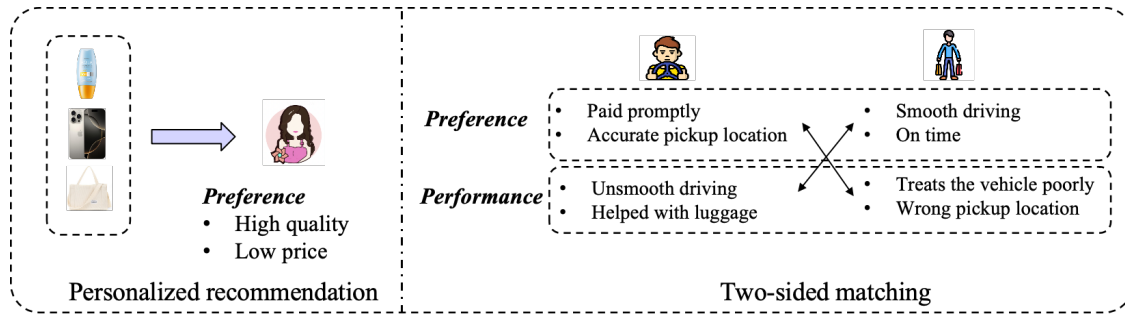 Preference
• High quality
• Low price
Personalized recommendation
Preference
• Paid promptly
• Accurate pickup location
• Smooth driving
• On time
Performance
• Unsmooth driving
• Helped with luggage
• Treats the vehicle poorly
• Wrong pickup location
Two-sided matching